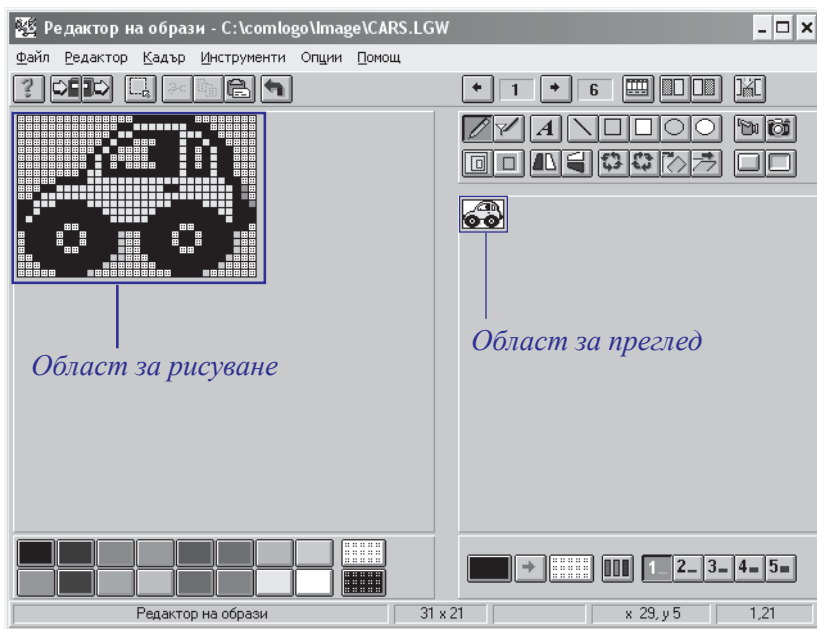 Редактор на образи - C:\comlogo\Image\CARS.LGW
Файл Редактор Кадър Инструменти Опции Помощ
? 1 6
A
Област за преглед
Област за рисуване
1 2 3 4 5
Редактор на образи 31 x 21 x 29, y 5 1,21